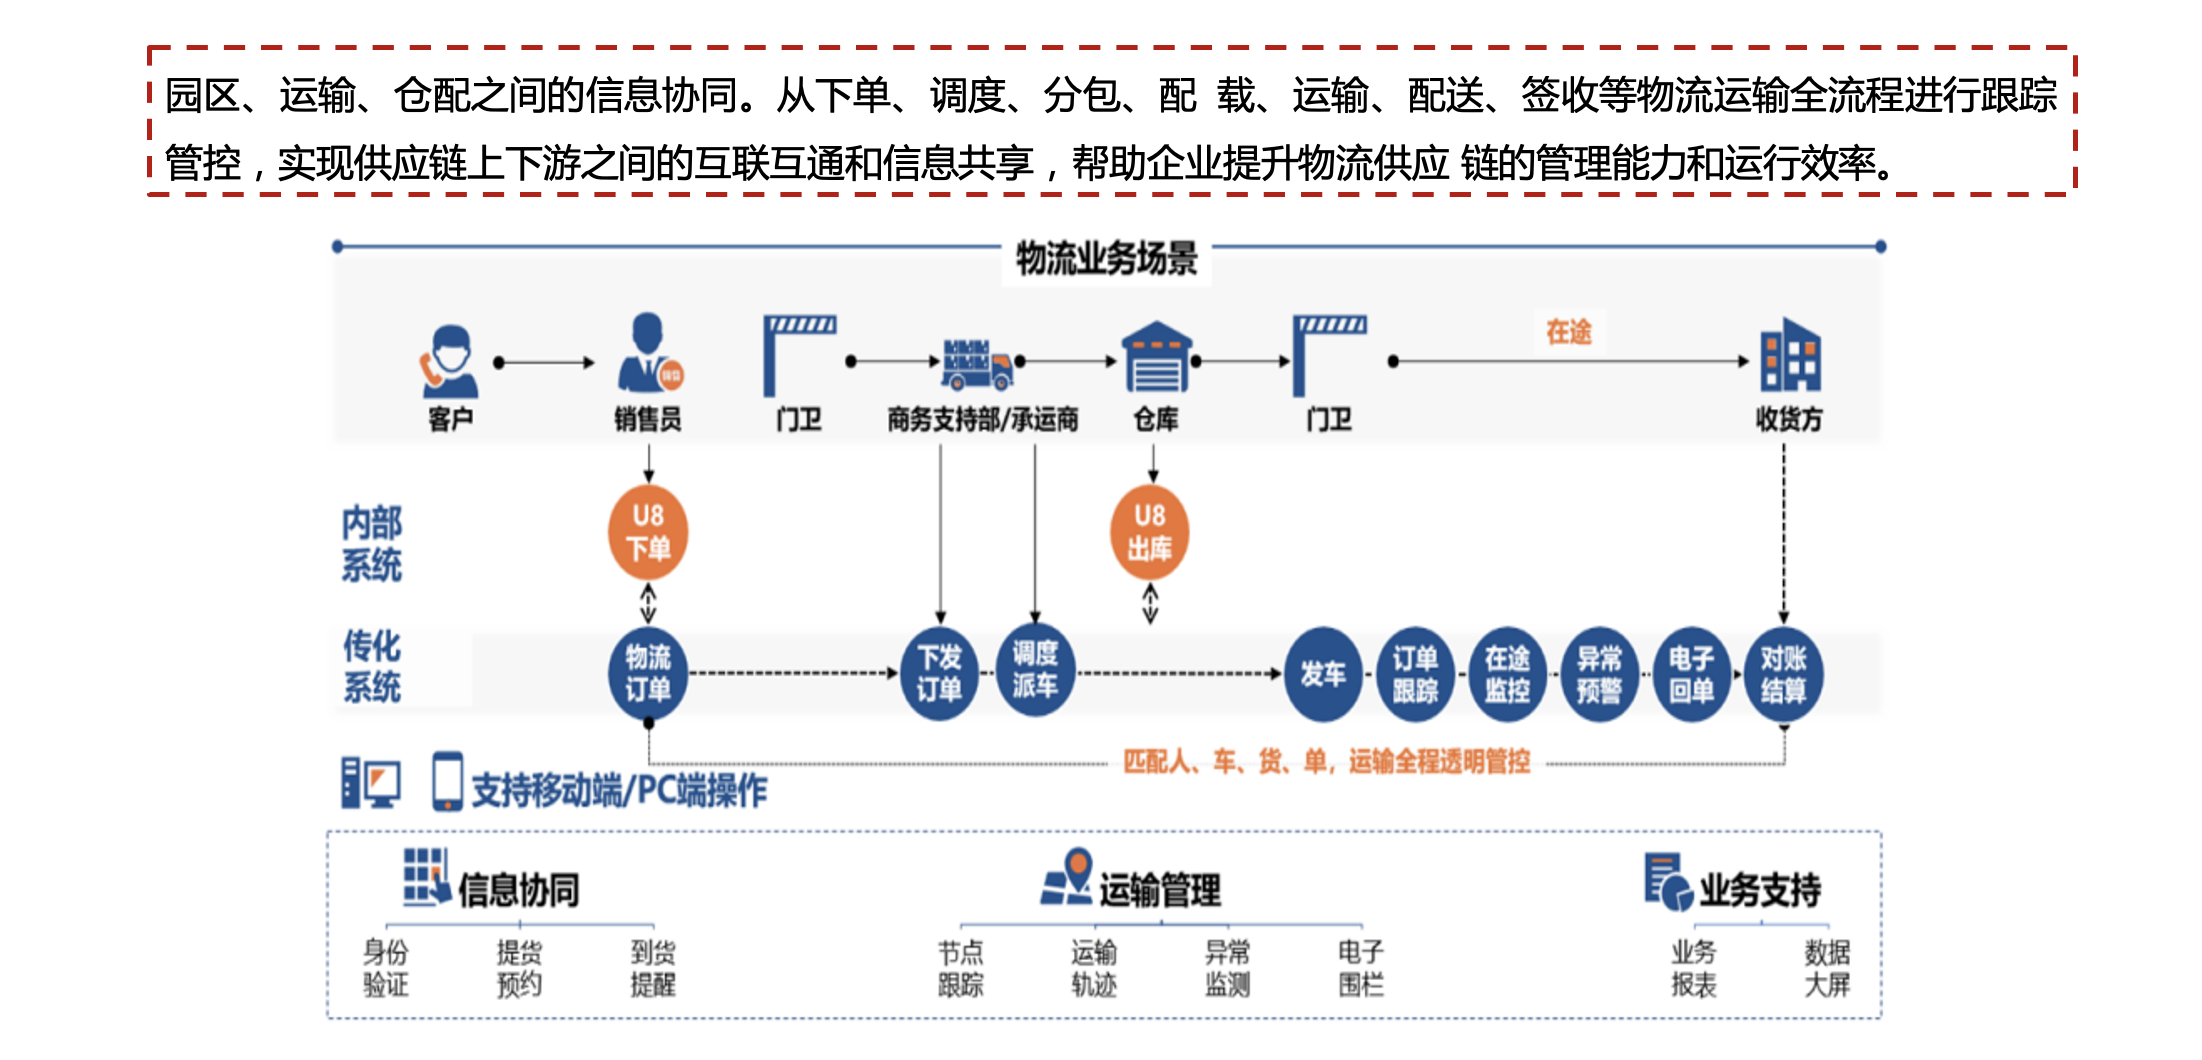 园区、运输、仓配之间的信息协同。从下单、调度、分包、配 载、运输、配送、签收等物流运输全流程进行跟踪
管控，实现供应链上下游之间的互联互通和信息共享，帮助企业提升物流供应 链的管理能力和运行效率。
物流业务场景
在途
客户
销售员
门卫
商务支持部/承运商
仓库
门卫
收货方
内部
系统
U8
下单
U8
出库
传化
系统
物流
订单
下发
订单
调度
派车
发车
订单
跟踪
在途
监控
异常
预警
电子
回单
对账
结算
匹配人、车、货、单，运输全程透明管控
支持移动端/PC端操作
信息协同
运输管理
业务支持
身份
验证
提货
预约
到货
提醒
节点
跟踪
运输
轨迹
异常
监测
电子
围栏
业务
报表
数据
大屏